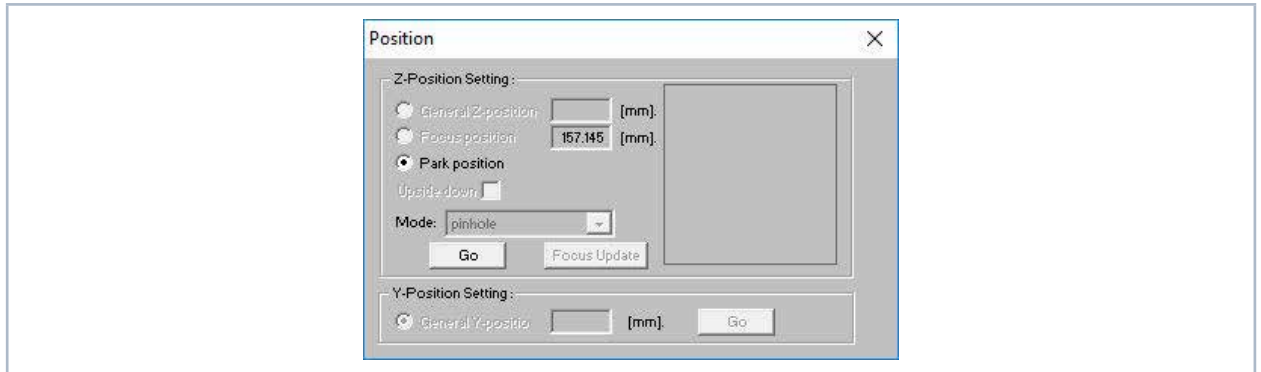 Position
Z-Position Setting :
General Z-position [mm].
Focus position 157.145 [mm].
Park position
Upside down
Mode: pinhole
Go Focus Update
Y-Position Setting :
General Y-positio [mm]. Go